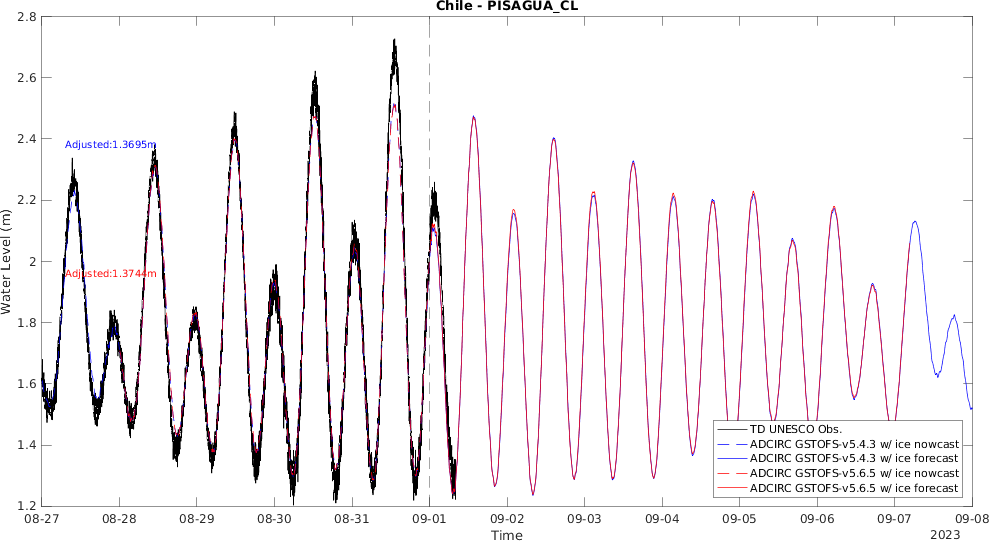 Chile - PISAGUA_CL
Water Level (m)
2.8
2.6
2.4
2.2
2
1.8
1.6
1.4
1.2
Adjusted:1.3695m
Adjusted:1.3744m
TD UNESCO Obs.
ADCIRC GSTOFS-v5.4.3 w/ ice nowcast
ADCIRC GSTOFS-v5.4.3 w/ ice forecast
ADCIRC GSTOFS-v5.6.5 w/ ice nowcast
ADCIRC GSTOFS-v5.6.5 w/ ice forecast
08-27 08-28 08-29 08-30 08-31 09-01 09-02 09-03 09-04 09-05 09-06 09-07 09-08
Time
2023